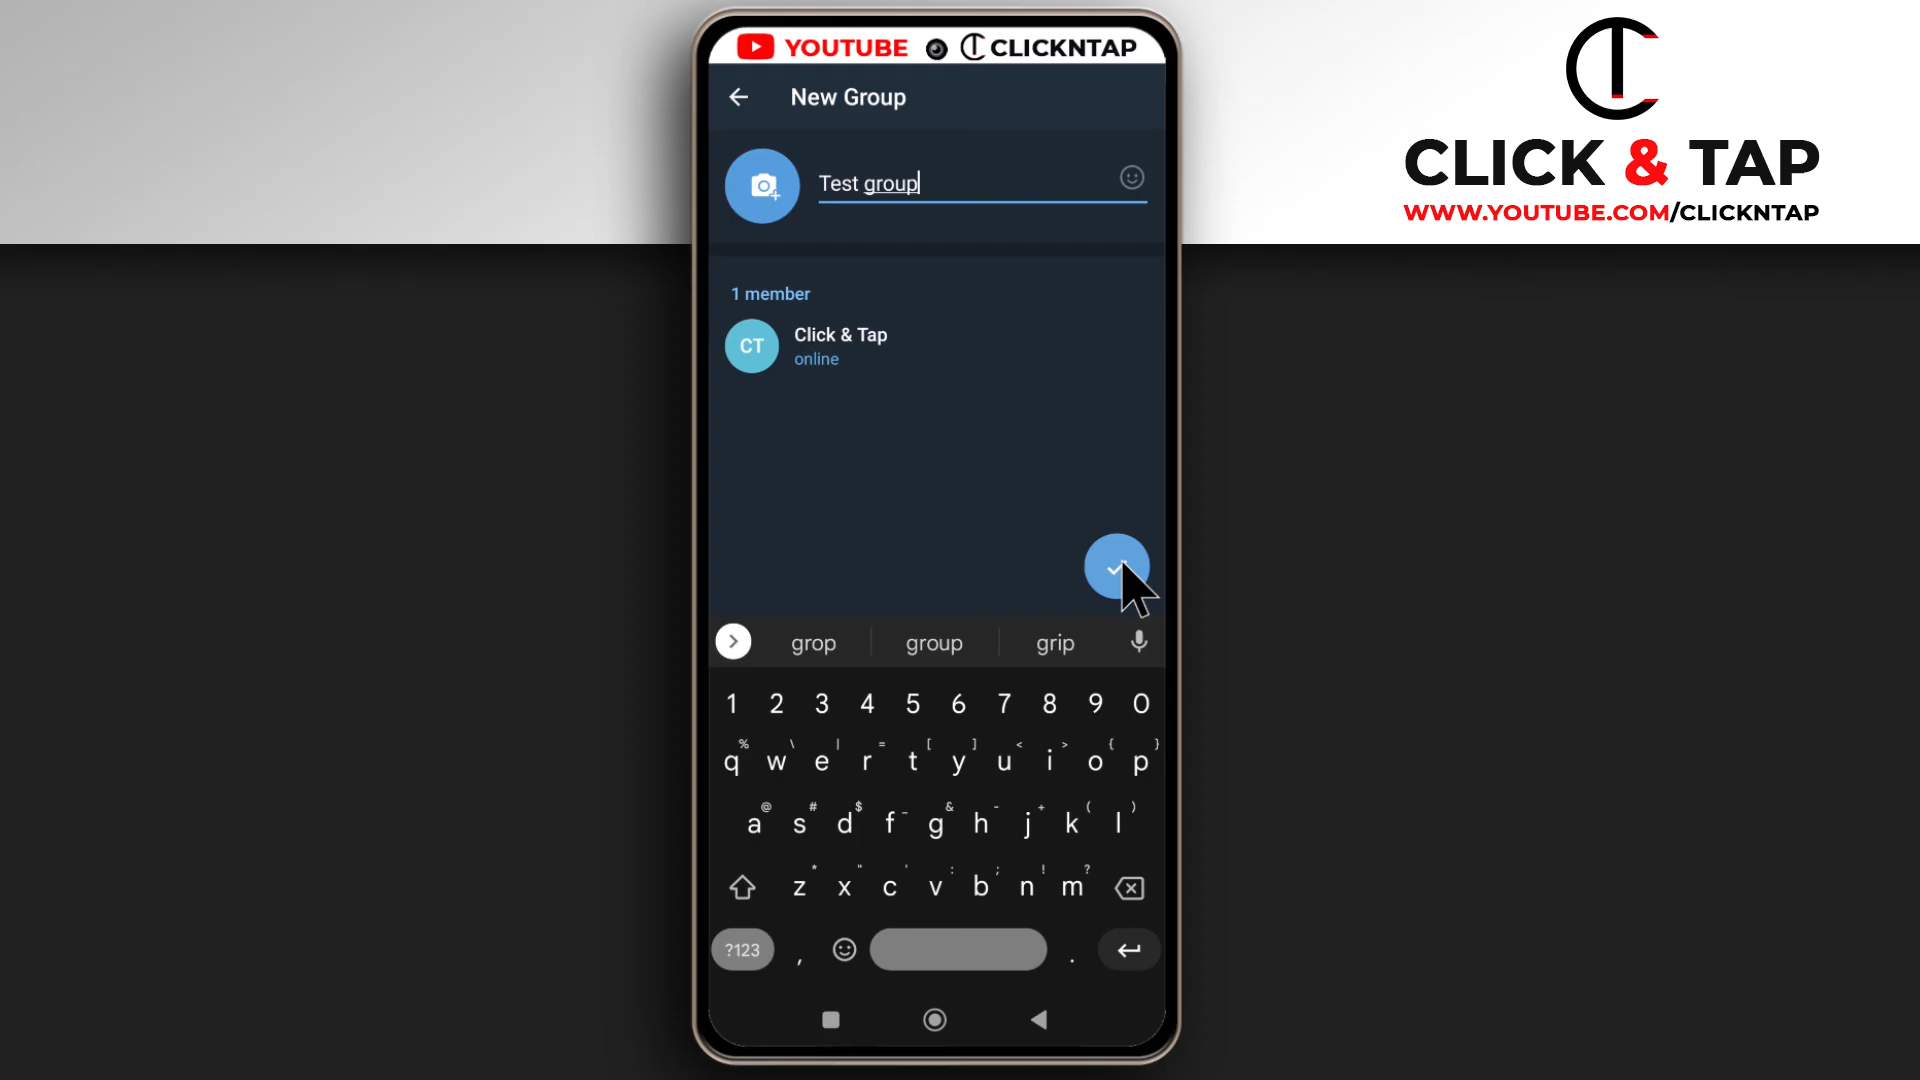 YOUTUBE CLICKNTAP
CLICK & TAP
WWW.YOUTUBE.COM/CLICKNTAP
New Group
Test group
1 member
CT
Click & Tap
online
grop group grip
1 2 3 4 5 6 7 8 9 0
% \ | = [ ] < > { }
q w e r t y u i o p
@ # $ _ & - + ( )
a s d f g h j k l
* " ' : ; ! ?
z x c v b n m
?123 , .